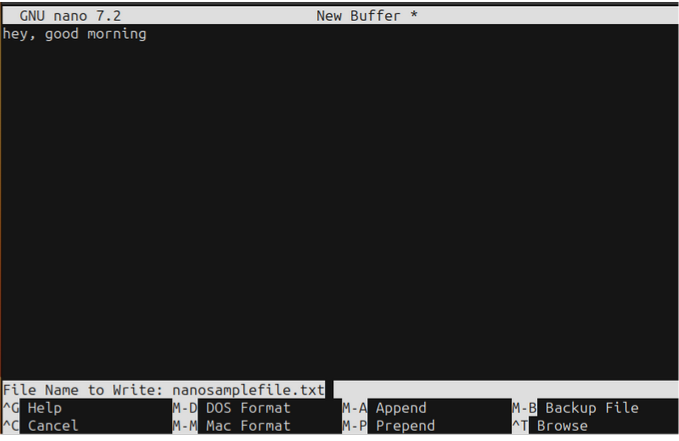 GNU nano 7.2 New Buffer *
hey, good morning
File Name to Write: nanosamplefile.txt
^G Help M-D DOS Format M-A Append M-B Backup File
^C Cancel M-M Mac Format M-P Prepend ^T Browse